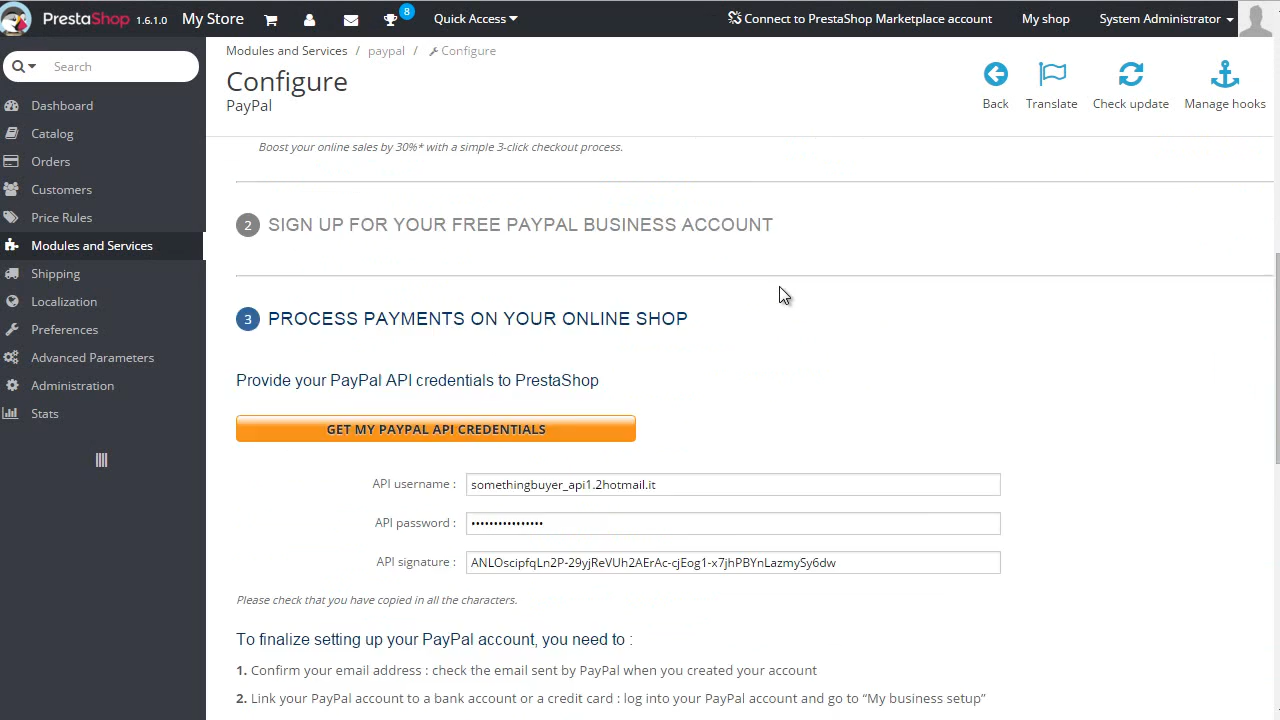 PrestaShop 1.6.1.0 My Store 8 Quick Access Connect to PrestaShop Marketplace account My shop System Administrator
Search
Dashboard
Catalog
Orders
Customers
Price Rules
Modules and Services
Shipping
Localization
Preferences
Advanced Parameters
Administration
Stats
Modules and Services / paypal / Configure
Configure
PayPal
Back Translate Check update Manage hooks
Boost your online sales by 30%* with a simple 3-click checkout process.
2 SIGN UP FOR YOUR FREE PAYPAL BUSINESS ACCOUNT
3 PROCESS PAYMENTS ON YOUR ONLINE SHOP
Provide your PayPal API credentials to PrestaShop
GET MY PAYPAL API CREDENTIALS
API username : somethingbuyer_api1.2hotmail.it
API password : ••••••••••••••••
API signature : ANLOscipfqLn2P-29yjReVUh2AErAc-cjEog1-x7jhPBYnLazmySy6dw
Please check that you have copied in all the characters.
To finalize setting up your PayPal account, you need to :
1. Confirm your email address : check the email sent by PayPal when you created your account
2. Link your PayPal account to a bank account or a credit card : log into your PayPal account and go to “My business setup”